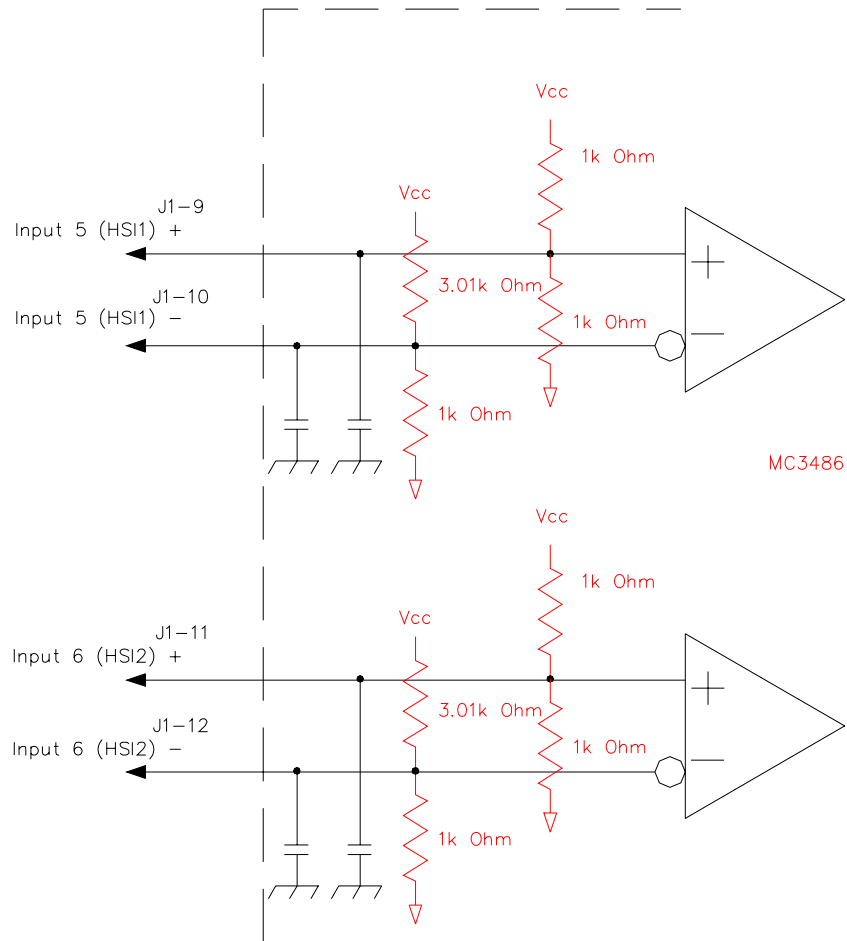 Vcc
1k Ohm
Vcc
J1-9
Input 5 (HSI1) +
3.01k Ohm
J1-10
Input 5 (HSI1) -
1k Ohm
1k Ohm
MC3486
Vcc
1k Ohm
Vcc
J1-11
Input 6 (HSI2) +
3.01k Ohm
J1-12
Input 6 (HSI2) -
1k Ohm
1k Ohm